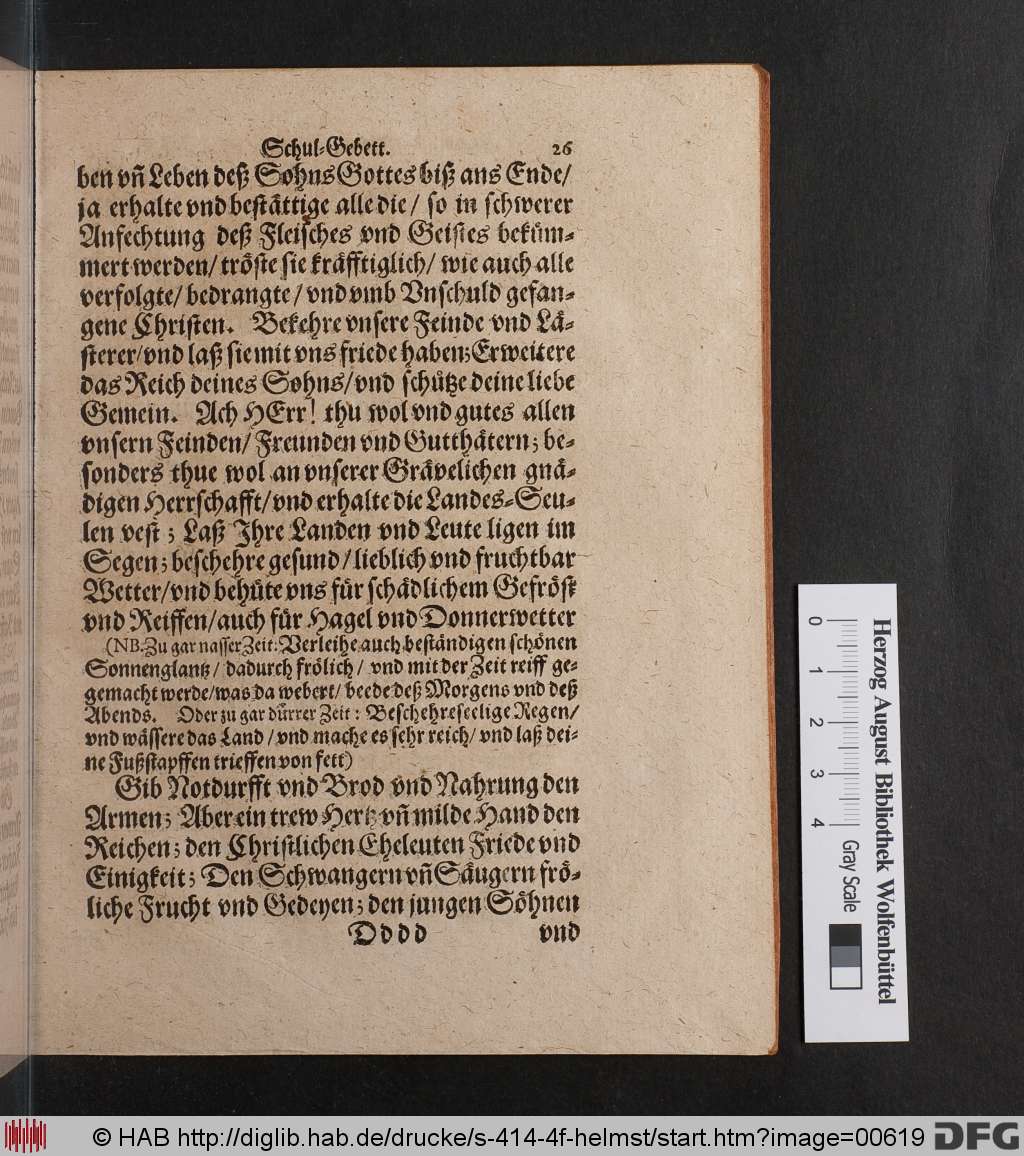 Schul-Gebett. 26
ben vñ Leben deß Sohns Gottes biß ans Ende/
ja erhalte vnd bestättige alle die / so in schwerer
Anfechtung deß Fleisches vnd Geistes beküm-
mert werden/ tröste sie kräfftiglich/ wie auch alle
verfolgte/ bedrangte / vnd vmb Vnschuld gefan-
gene Christen. Bekehre vnsere Feinde vnd Lä-
sterer/vnd laß sie mit vns friede haben; Erweitere
das Reich deines Sohns/vnd schütze deine liebe
Gemein. Ach HErr! thu wol vnd gutes allen
vnsern Feinden/ Freunden vnd Gutthätern; be-
sonders thue wol an vnserer Grävelichen gnä-
digen Herrschafft/vnd erhalte die Landes-Seu-
len vest ; Laß Ihre Landen vnd Leute ligen im
Segen; beschehre gesund / lieblich vnd fruchtbar
Wetter/vnd behüte vns für schädlichem Gefröst
vnd Reiffen/auch für Hagel vnd Donnerwetter
(NB. Zu gar nasser Zeit: Verleihe auch beständigen schönen
Sonnenglantz/ dadurch frölich / vnd mit der Zeit reiff ge-
gemacht werde/was da webert/ beede deß Morgens vnd deß
Abends. Oder zu gar dürrer Zeit : Beschehre seelige Regen/
vnd wässere das Land / vnd mache es sehr reich/ vnd laß dei-
ne Fußstapffen trieffen von fett)
Gib Notdurfft vnd Brod vnd Nahrung den
Armen; Aber ein trew Hertz vñ milde Hand den
Reichen; den Christlichen Eheleuten Friede vnd
Einigkeit; Den Schwangern vñ Säugern frö-
liche Frucht vnd Gedeyen; den jungen Söhnen
Dddd vnd
0 1 2 3 4
Herzog August Bibliothek Wolfenbüttel
Gray Scale
© HAB http://diglib.hab.de/drucke/s-414-4f-helmst/start.htm?image=00619 DFG